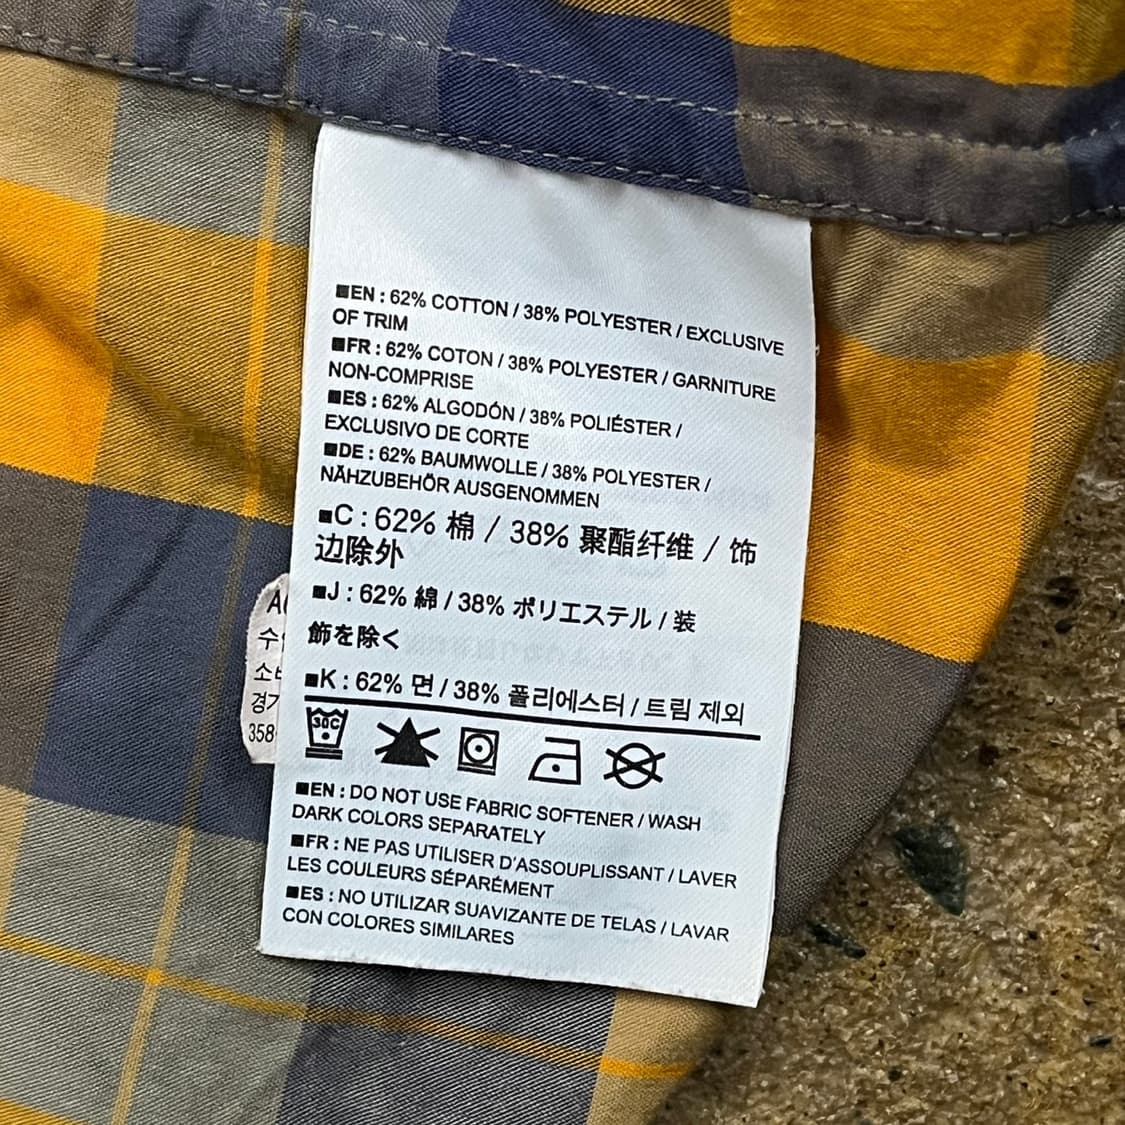 ■EN : 62% COTTON / 38% POLYESTER / EXCLUSIVE
OF TRIM
■FR : 62% COTON / 38% POLYESTER / GARNITURE
NON-COMPRISE
■ES : 62% ALGODÓN / 38% POLIÉSTER /
EXCLUSIVO DE CORTE
■DE : 62% BAUMWOLLE / 38% POLYESTER /
NÄHZUBEHÖR AUSGENOMMEN
■C : 62% 棉 / 38% 聚酯纤维 / 饰
边除外
■J : 62% 綿 / 38% ポリエステル / 装
飾を除く
■K : 62% 면 / 38% 폴리에스터 / 트림 제외
30C
■EN : DO NOT USE FABRIC SOFTENER / WASH
DARK COLORS SEPARATELY
■FR : NE PAS UTILISER D'ASSOUPLISSANT / LAVER
LES COULEURS SÉPARÉMENT
■ES : NO UTILIZAR SUAVIZANTE DE TELAS / LAVAR
CON COLORES SIMILARES
경기
358-